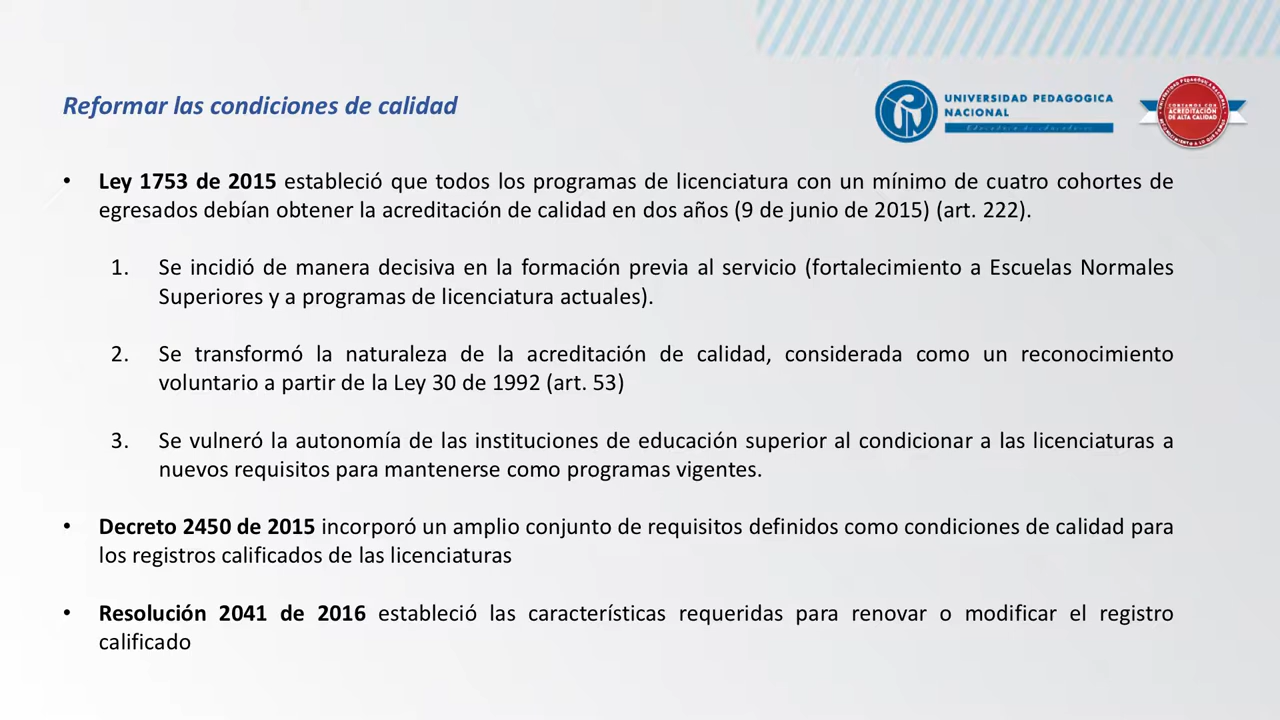 Reformar las condiciones de calidad
UNIVERSIDAD PEDAGOGICA
NACIONAL
Educadora de educadores
CONTAMOS CON
ACREDITACIÓN
DE ALTA CALIDAD
• Ley 1753 de 2015 estableció que todos los programas de licenciatura con un mínimo de cuatro cohortes de
egresados debían obtener la acreditación de calidad en dos años (9 de junio de 2015) (art. 222).
1. Se incidió de manera decisiva en la formación previa al servicio (fortalecimiento a Escuelas Normales
Superiores y a programas de licenciatura actuales).
2. Se transformó la naturaleza de la acreditación de calidad, considerada como un reconocimiento
voluntario a partir de la Ley 30 de 1992 (art. 53)
3. Se vulneró la autonomía de las instituciones de educación superior al condicionar a las licenciaturas a
nuevos requisitos para mantenerse como programas vigentes.
• Decreto 2450 de 2015 incorporó un amplio conjunto de requisitos definidos como condiciones de calidad para
los registros calificados de las licenciaturas
• Resolución 2041 de 2016 estableció las características requeridas para renovar o modificar el registro
calificado